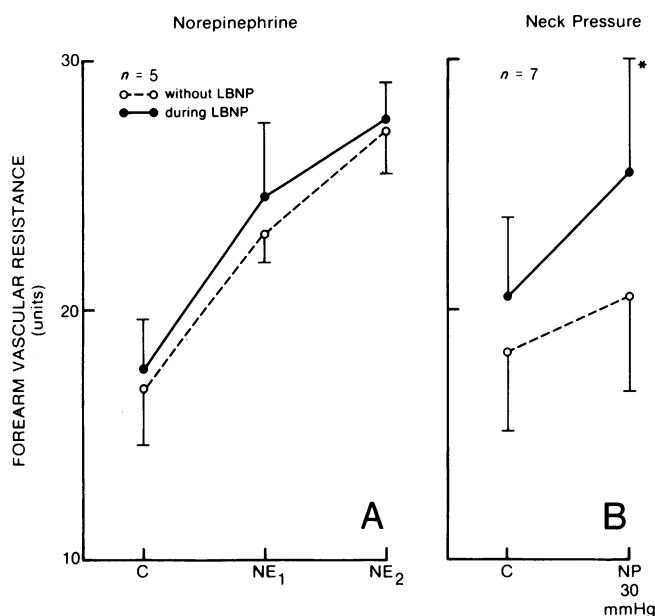 Norepinephrine
Neck Pressure
FOREARM VASCULAR RESISTANCE
(units)
30
20
10
n = 5
without LBNP
during LBNP
A
C
NE1
NE2
n = 7
*
B
C
NP
30
mmHg